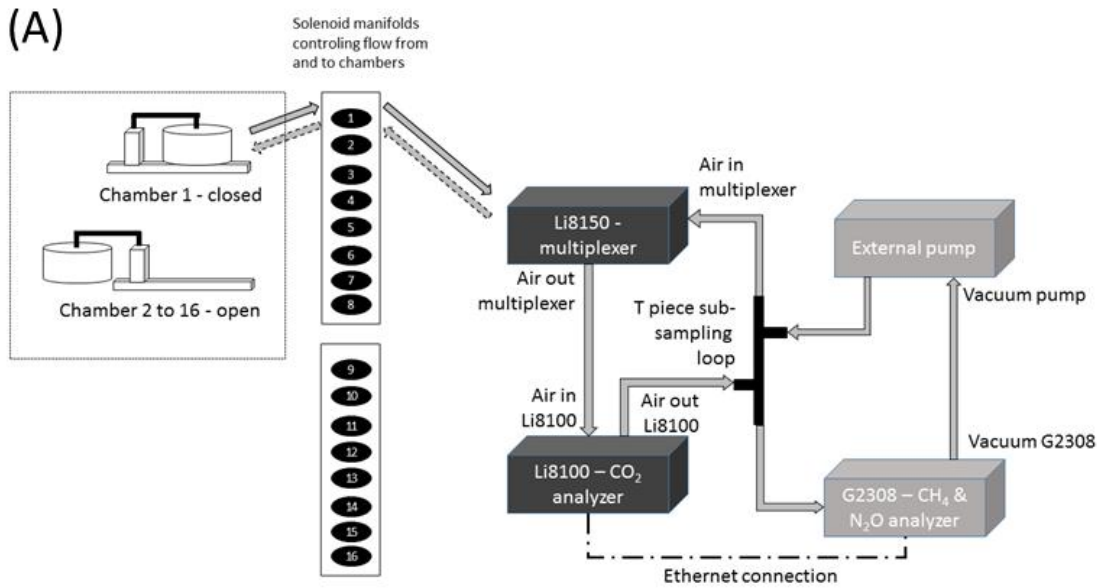 (A)
Solenoid manifolds
controling flow from
and to chambers
Chamber 1 - closed
Chamber 2 to 16 - open
1
2
3
4
5
6
7
8
9
10
11
12
13
14
15
16
Li8150 -
multiplexer
Air in
multiplexer
External pump
Air out
multiplexer
T piece sub-
sampling
loop
Vacuum pump
Air in
Li8100
Air out
Li8100
Vacuum G2308
Li8100 – CO₂
analyzer
G2308 – CH₄ &
N₂O analyzer
Ethernet connection